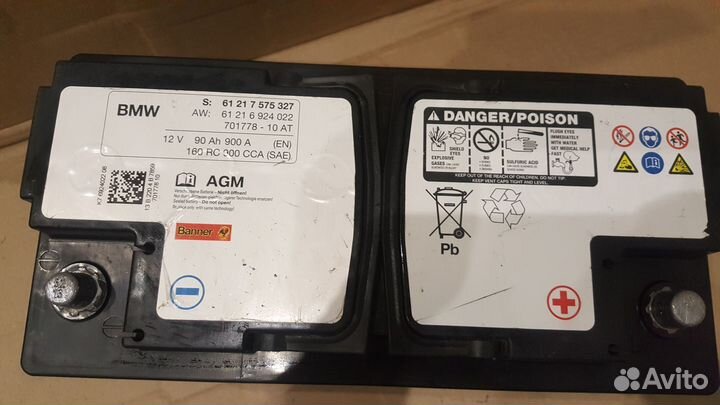 BMW
S: 61 21 7 575 327
AW: 61 21 6 924 022
701778 - 10 AT
12 V 90 Ah 900 A (EN)
160 RC 900 CCA (SAE)
AGM
Banner
DANGER/POISON
SHIELD EYES
EXPLOSIVE GASES
NO
SULFURIC ACID
FLUSH EYES IMMEDIATELY WITH WATER
GET MEDICAL HELP FAST
KEEP OUT OF THE REACH OF CHILDREN. DO NOT TIP.
KEEP VENT CAPS TIGHT AND LEVEL.
Pb
701778 10
Avito